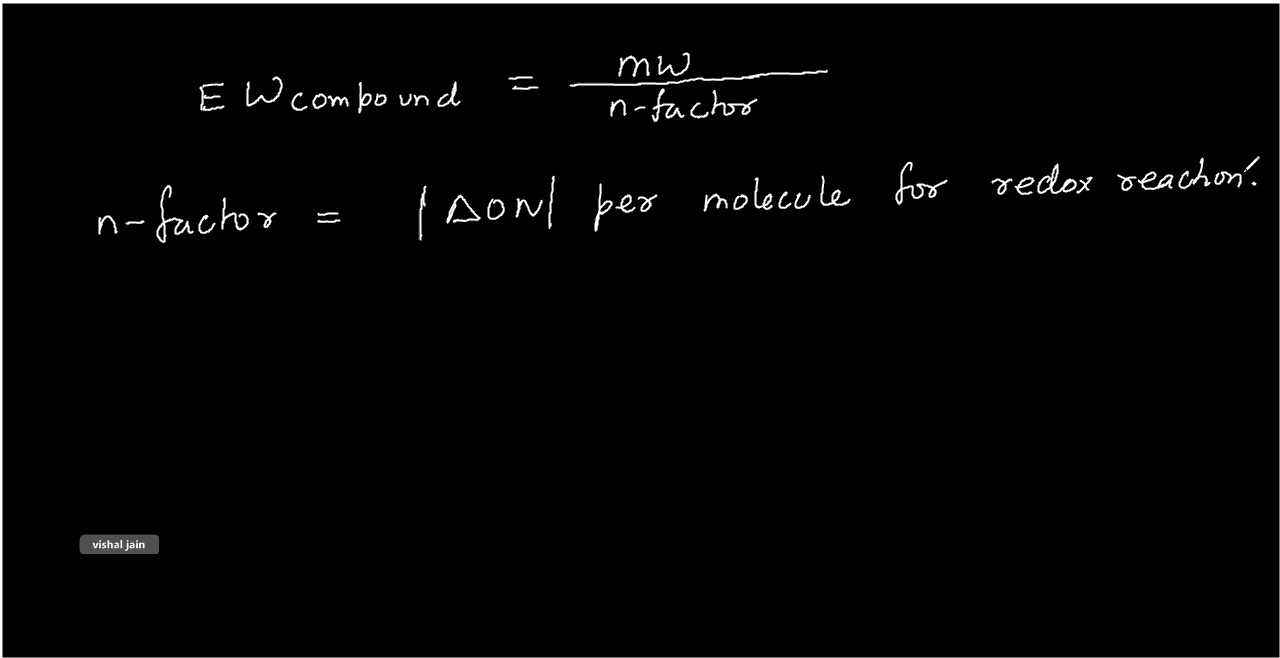 EWcompound = mw / n-factor
n-factor = |ΔON| per molecule for redox reaction.
vishal jain